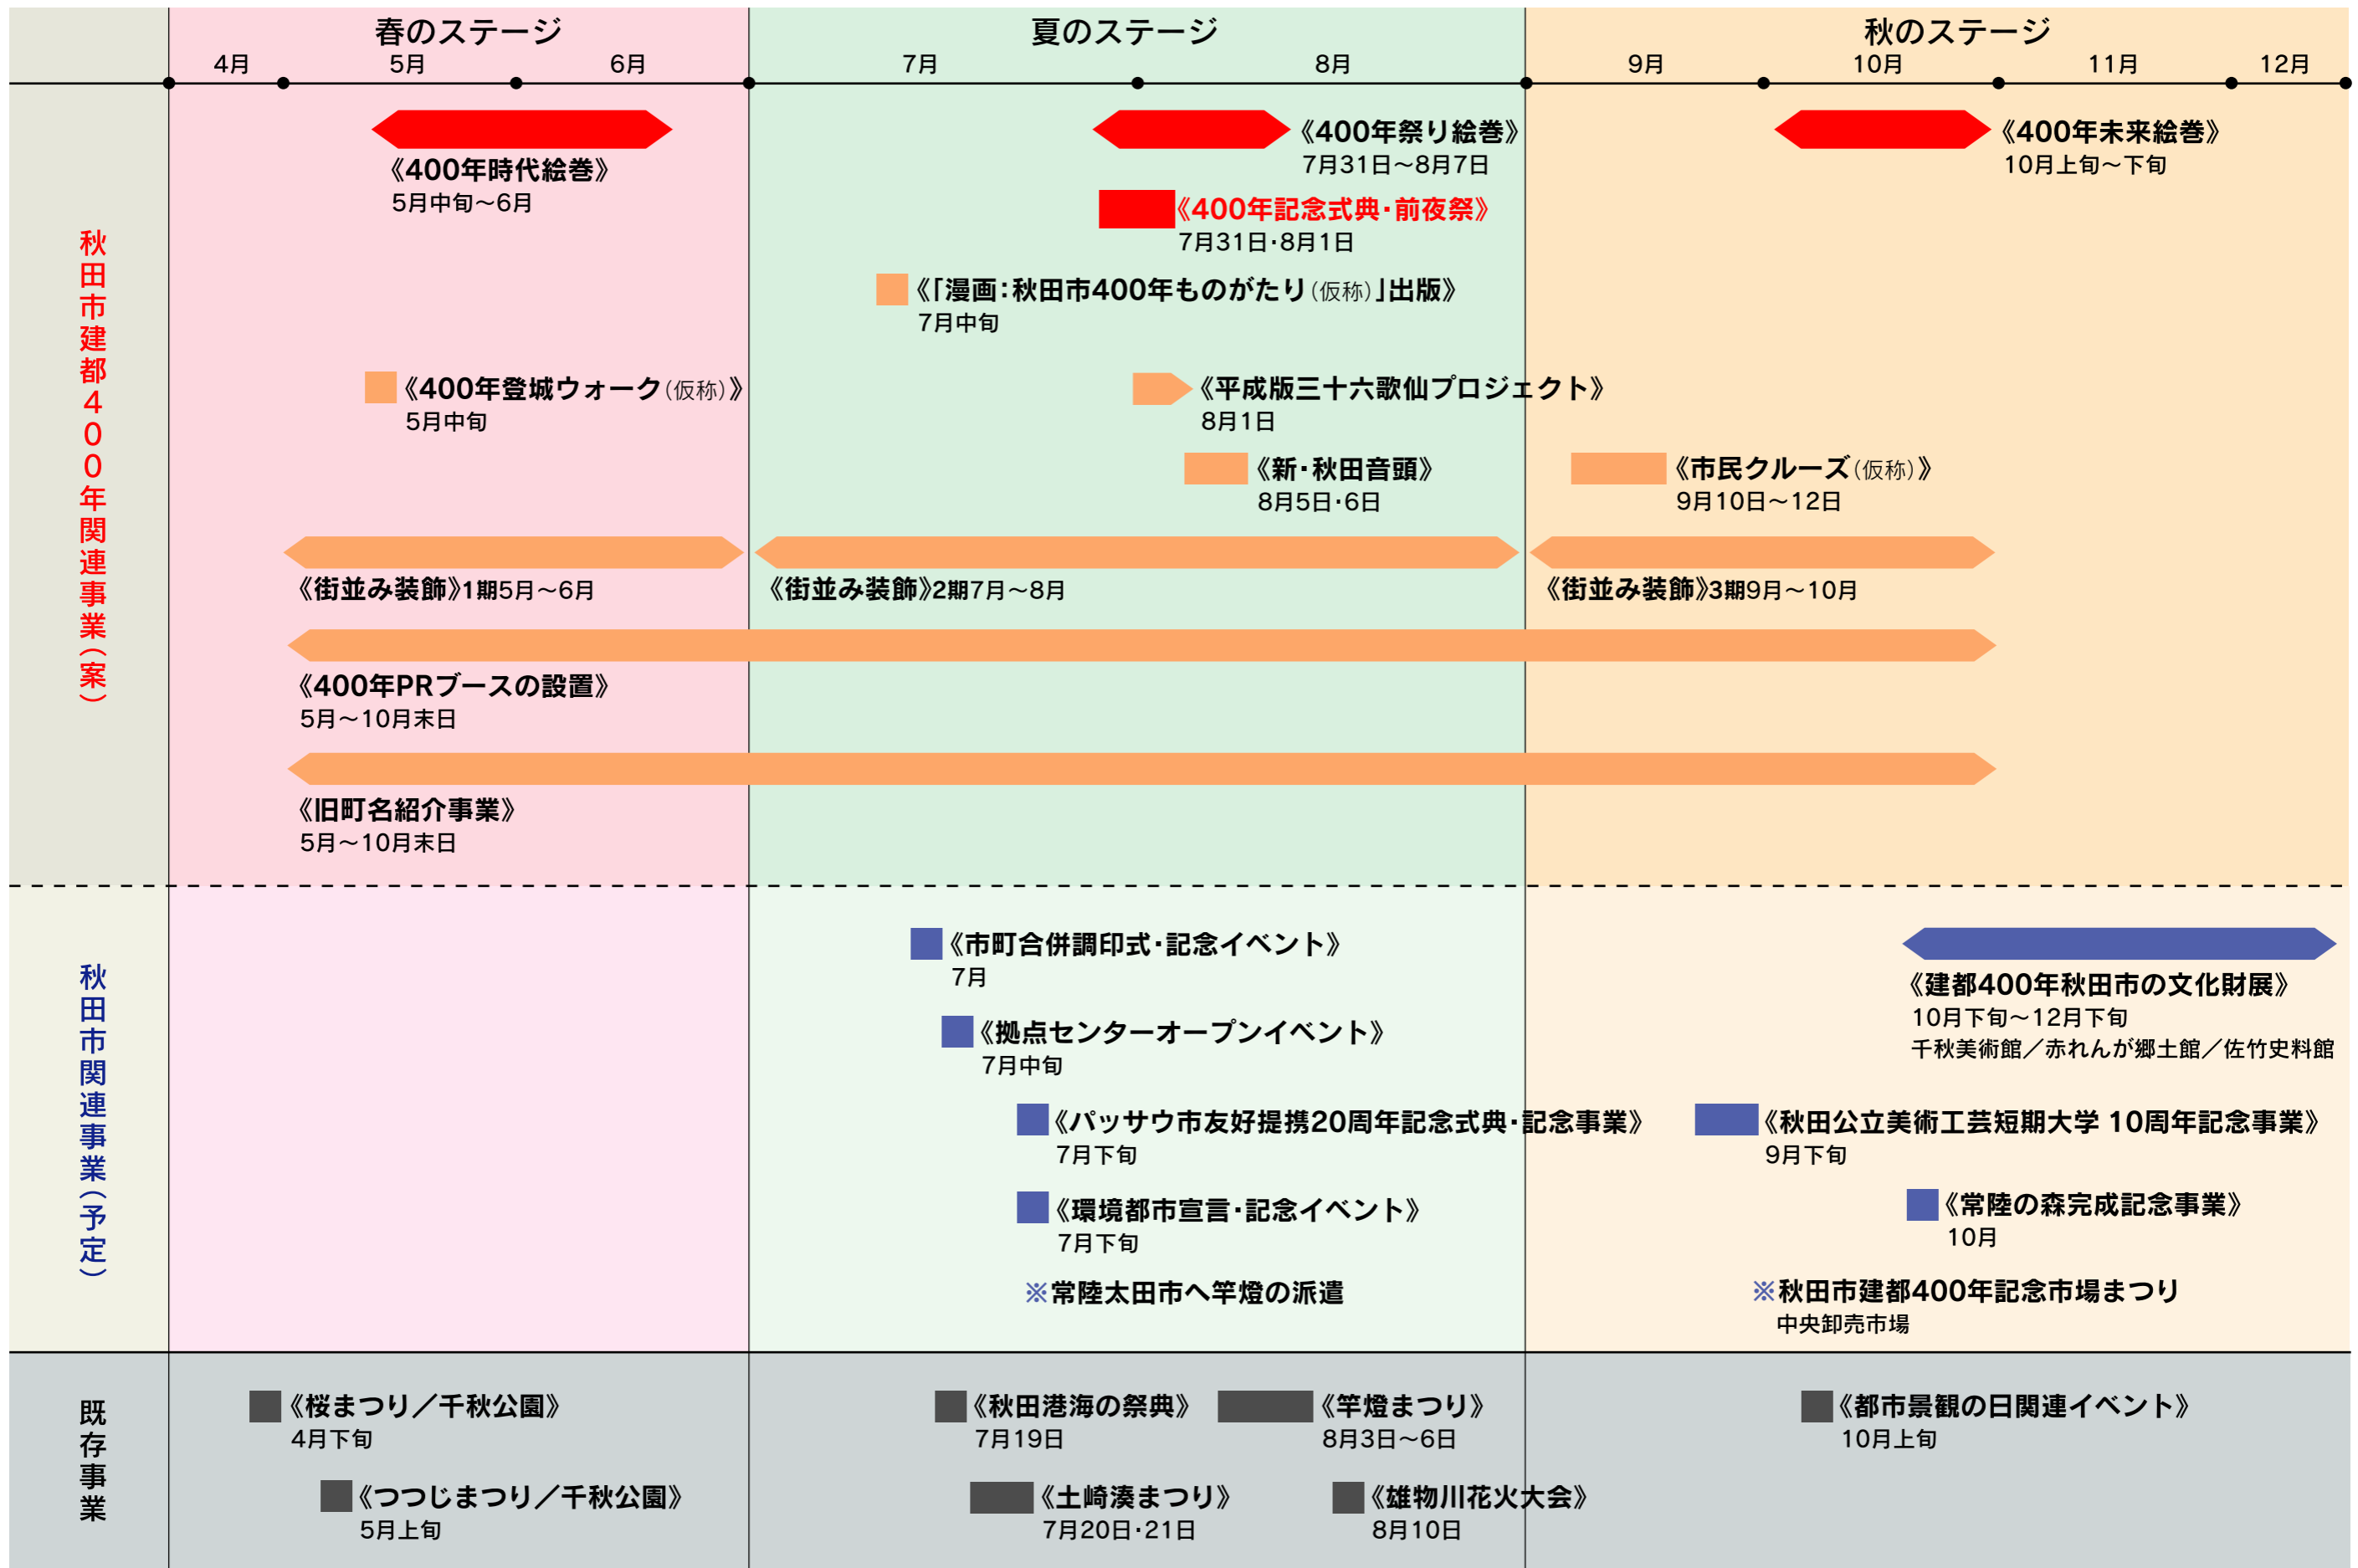 春のステージ
夏のステージ
秋のステージ
4月
5月
6月
7月
8月
9月
10月
11月
12月
秋田市建都400年関連事業(案)
《400年時代絵巻》
5月中旬～6月
《400年祭り絵巻》
7月31日～8月7日
《400年未来絵巻》
10月上旬～下旬
《400年記念式典・前夜祭》
7月31日・8月1日
《「漫画：秋田市400年ものがたり(仮称)」出版》
7月中旬
《400年登城ウォーク(仮称)》
5月中旬
《平成版三十六歌仙プロジェクト》
8月1日
《新・秋田音頭》
8月5日・6日
《市民クルーズ(仮称)》
9月10日～12日
《街並み装飾》1期5月～6月
《街並み装飾》2期7月～8月
《街並み装飾》3期9月～10月
《400年PRブースの設置》
5月～10月末日
《旧町名紹介事業》
5月～10月末日
秋田市関連事業(予定)
《市町合併調印式・記念イベント》
7月
《建都400年秋田市の文化財展》
10月下旬～12月下旬
千秋美術館／赤れんが郷土館／佐竹史料館
《拠点センターオープンイベント》
7月中旬
《パッサウ市友好提携20周年記念式典・記念事業》
7月下旬
《秋田公立美術工芸短期大学 10周年記念事業》
9月下旬
《環境都市宣言・記念イベント》
7月下旬
《常陸の森完成記念事業》
10月
※常陸太田市へ竿燈の派遣
※秋田市建都400年記念市場まつり
中央卸売市場
既存事業
《桜まつり／千秋公園》
4月下旬
《秋田港海の祭典》
7月19日
《竿燈まつり》
8月3日～6日
《都市景観の日関連イベント》
10月上旬
《つつじまつり／千秋公園》
5月上旬
《土崎湊まつり》
7月20日・21日
《雄物川花火大会》
8月10日